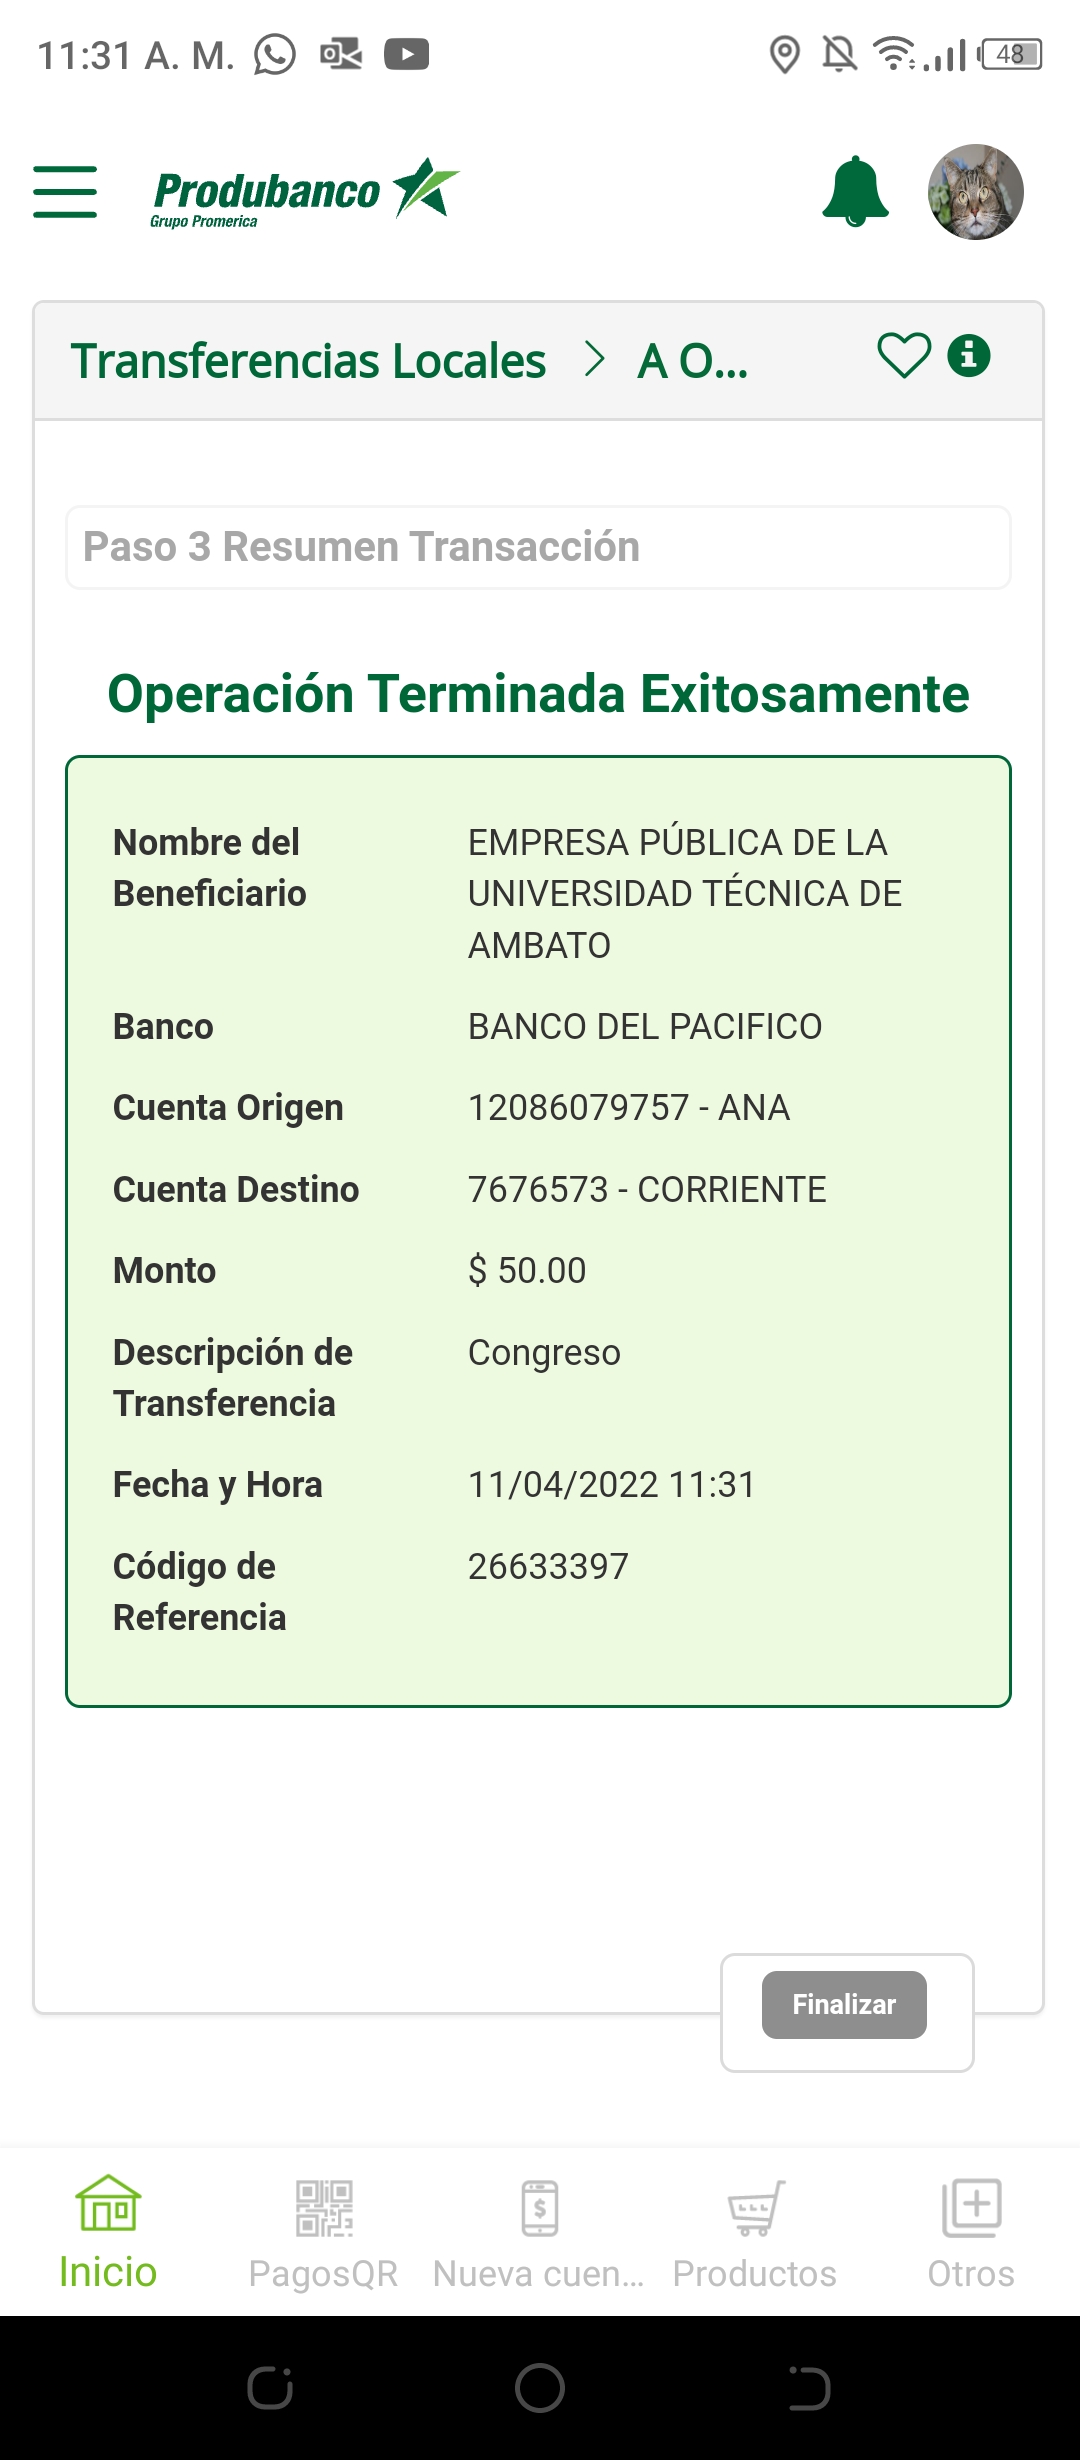 11:31 A. M.
48
Produbanco
Grupo Promerica
Transferencias Locales > A O...
Paso 3 Resumen Transacción
Operación Terminada Exitosamente
Nombre del
Beneficiario
EMPRESA PÚBLICA DE LA
UNIVERSIDAD TÉCNICA DE
AMBATO
Banco
BANCO DEL PACIFICO
Cuenta Origen
12086079757 - ANA
Cuenta Destino
7676573 - CORRIENTE
Monto
$ 50.00
Descripción de
Transferencia
Congreso
Fecha y Hora
11/04/2022 11:31
Código de
Referencia
26633397
Finalizar
Inicio
PagosQR
Nueva cuen...
Productos
Otros